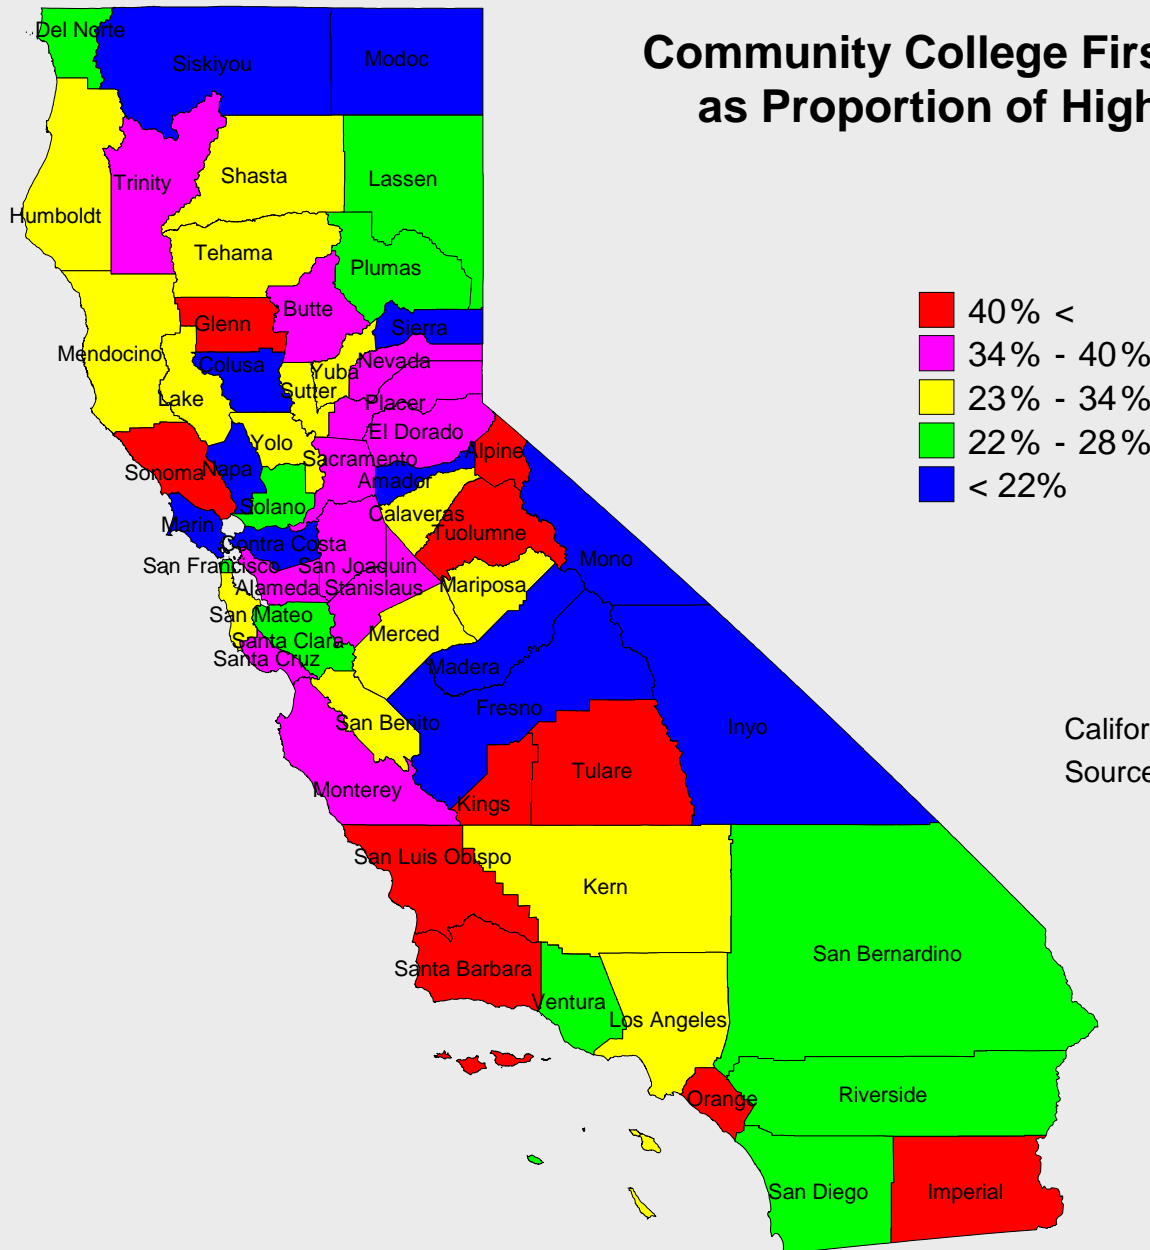 Community College Firs
as Proportion of High
40% <
34% - 40%
23% - 34%
22% - 28%
< 22%
Califor
Source
Del Norte
Siskiyou
Modoc
Trinity
Shasta
Lassen
Humboldt
Tehama
Plumas
Butte
Glenn
Sierra
Mendocino
Colusa
Nevada
Yuba
Sutter
Lake
Placer
El Dorado
Yolo
Alpine
Sacramento
Sonoma
Napa
Amador
Solano
Calaveras
Marin
Tuolumne
Contra Costa
Mono
San Francisco
San Joaquin
Alameda
Stanislaus
Mariposa
San Mateo
Merced
Santa Clara
Santa Cruz
Madera
Fresno
San Benito
Inyo
Tulare
Monterey
Kings
San Luis Obispo
Kern
San Bernardino
Santa Barbara
Ventura
Los Angeles
Riverside
Orange
San Diego
Imperial